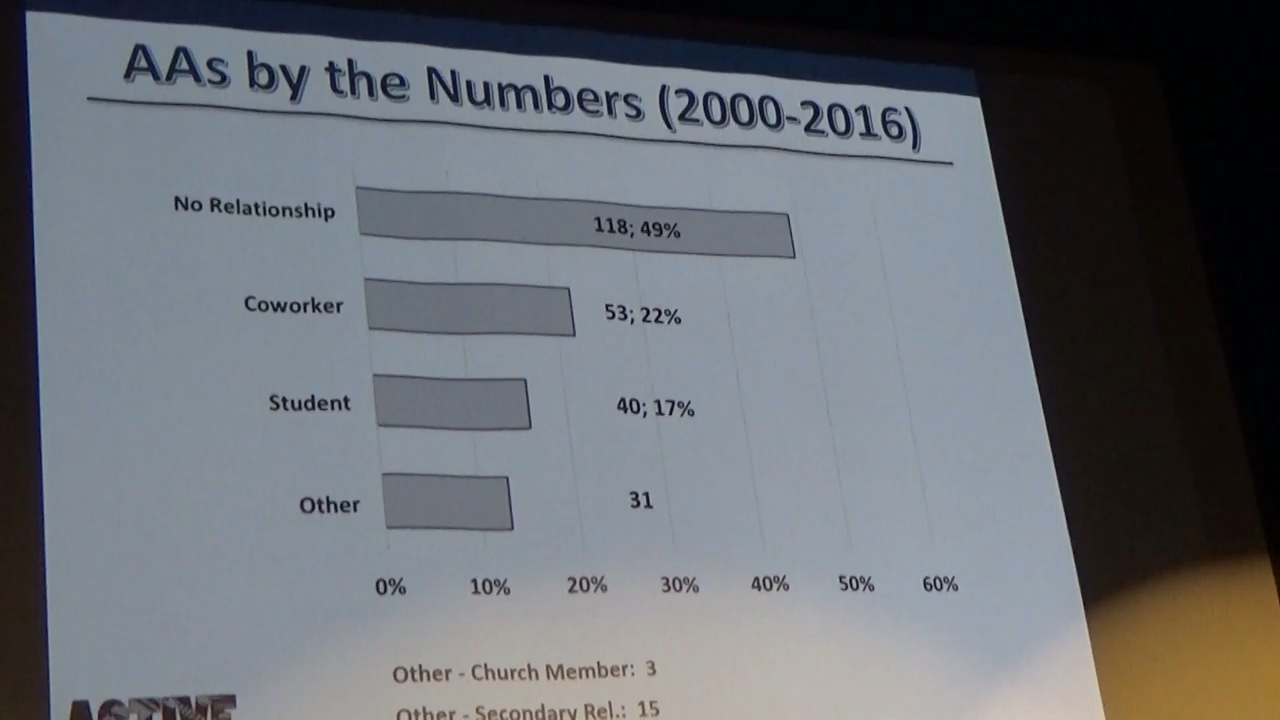 AAs by the Numbers (2000-2016)
No Relationship 118; 49%
Coworker 53; 22%
Student 40; 17%
Other 31
0% 10% 20% 30% 40% 50% 60%
Other - Church Member: 3
Other - Secondary Rel.: 15
ACTIVE